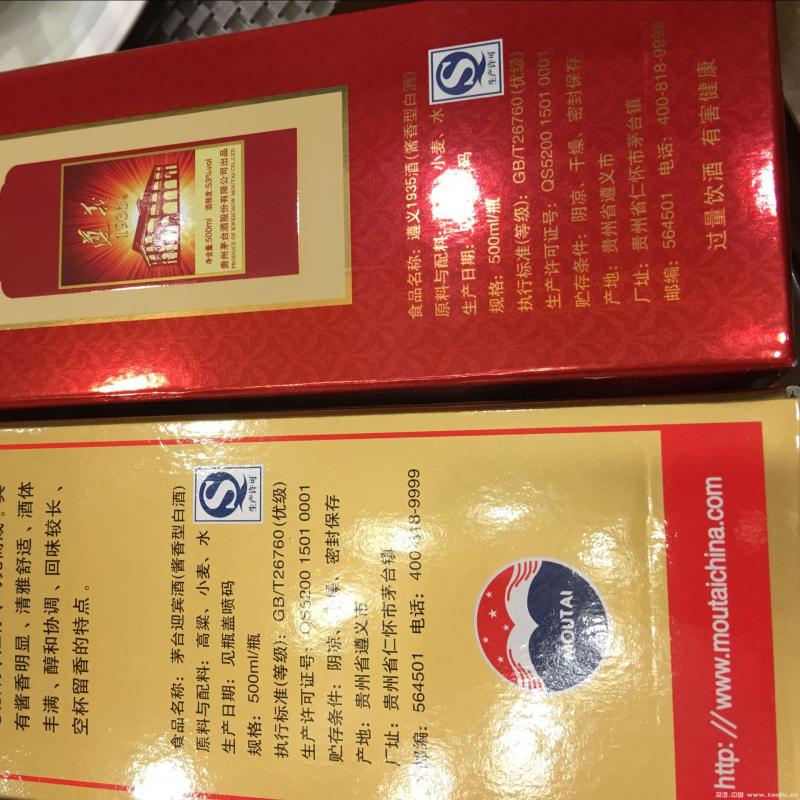 遵义
1935
净含量:500ml 酒精度:53%vol
贵州茅台酒股份有限公司出品
PRODUCE OF KWEICHOW MOUTAI CO.,LTD.
食品名称: 遵义1935酒(酱香型白酒)
原料与配料 小麦、水
生产日期: 码
规格: 500ml/瓶
执行标准(等级): GB/T26760(优级)
生产许可证号: QS5200 1501 0001
贮存条件: 阴凉、干燥、密封保存
产地: 贵州省遵义市
厂址: 贵州省仁怀市茅台镇
邮编: 564501 电话: 400-818-9999
过量饮酒 有害健康
生产许可
有酱香明显、清雅舒适、酒体
丰满、醇和协调、回味较长、
空杯留香的特点。
食品名称: 茅台迎宾酒(酱香型白酒)
原料与配料: 高粱、小麦、水
生产日期: 见瓶盖喷码
规格: 500ml/瓶
执行标准(等级): GB/T26760(优级)
生产许可证号: QS5200 1501 0001
贮存条件: 阴凉、 燥、密封保存
产地: 贵州省遵义市
厂址: 贵州省仁怀市茅台镇
邮编: 564501 电话: 400-818-9999
生产许可
MOUTAI
http://www.moutaichina.com